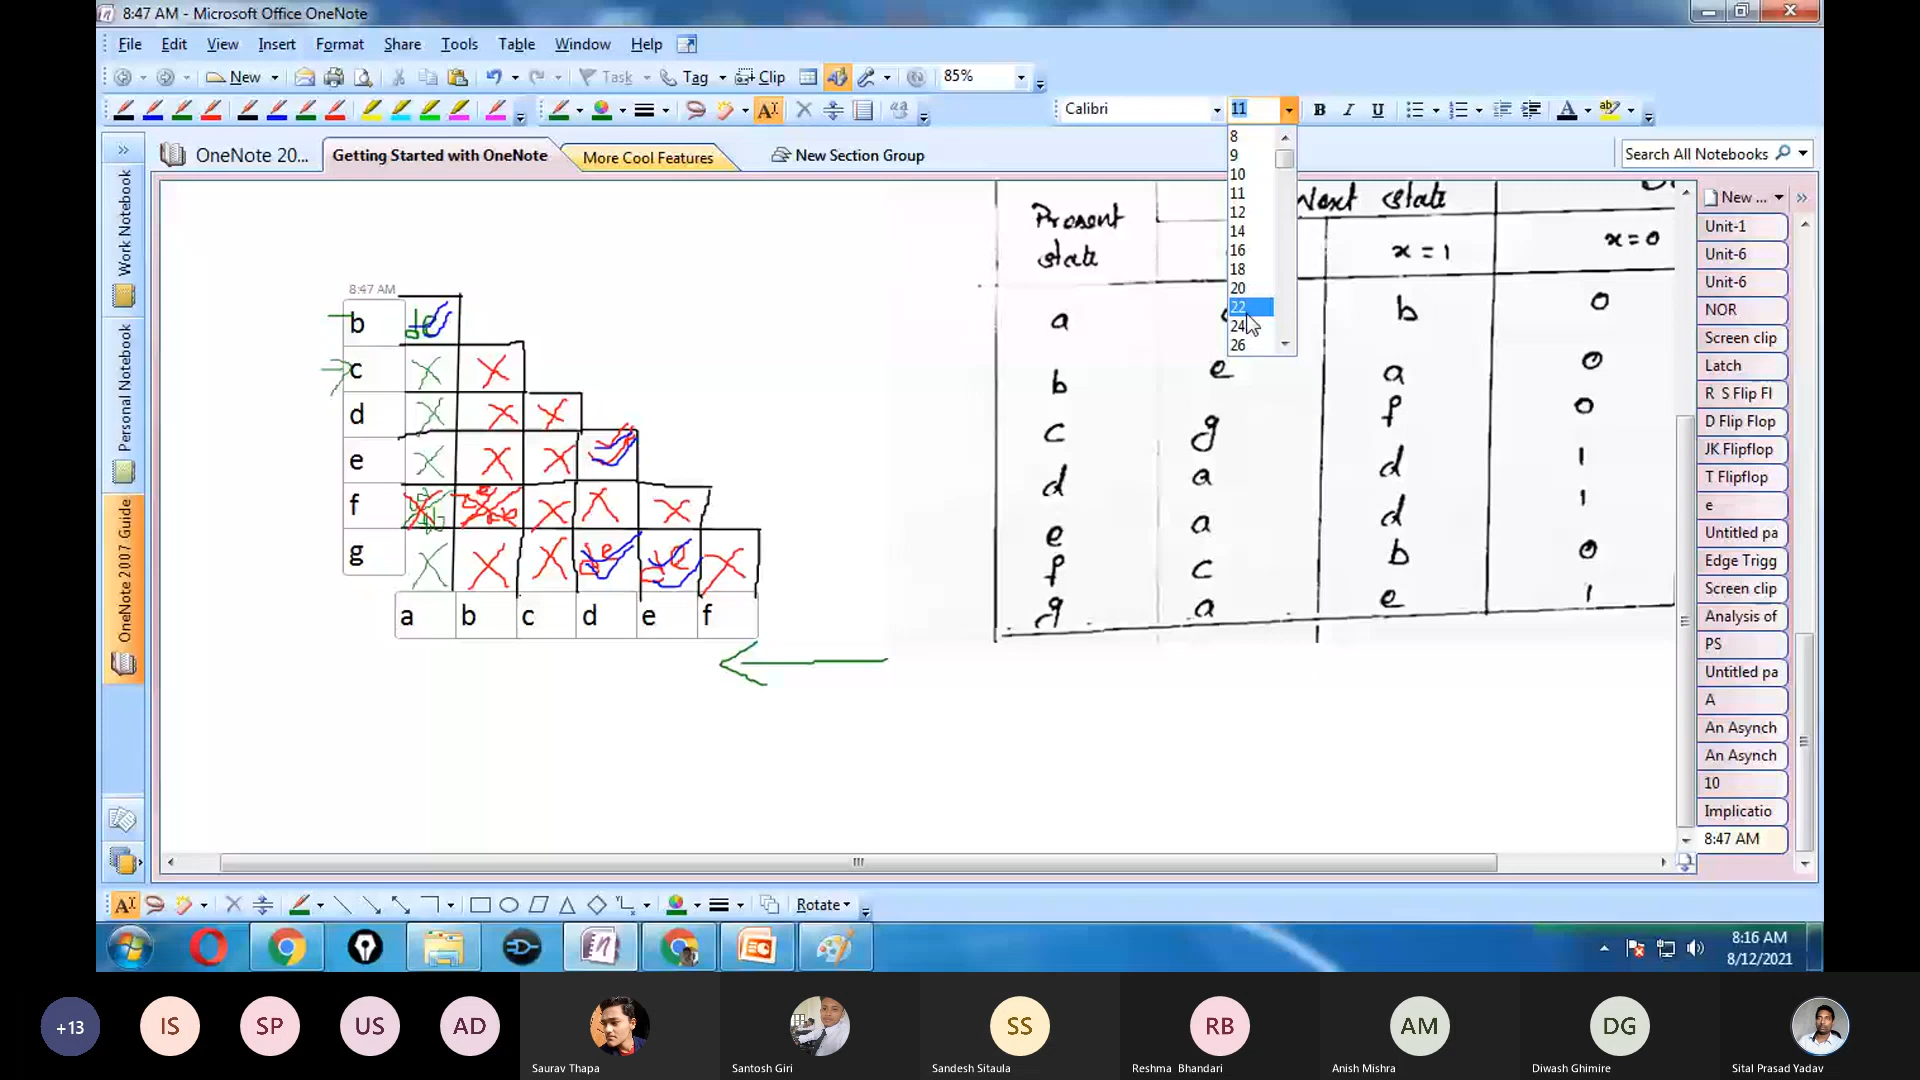 8:47 AM - Microsoft Office OneNote
File Edit View Insert Format Share Tools Table Window Help
New Task Tag Clip 85%
Calibri 11 B I U
OneNote 20... Getting Started with OneNote More Cool Features New Section Group Search All Notebooks
Work Notebook
Personal Notebook
OneNote 2007 Guide
8
9
10
11
12
14
16
18
20
22
24
26
8:47 AM
b de
c
d
e
f
g
a b c d e f
Present state Next state
x = 1 x = 0
a b 0
b e a 0
c g f 0
d a d 1
e a d 1
f c b 0
g a e 1
New ...
Unit-1
Unit-6
Unit-6
NOR
Screen clip
Latch
R S Flip Fl
D Flip Flop
JK Flipflop
T Flipflop
e
Untitled pa
Edge Trigg
Screen clip
Analysis of
PS
Untitled pa
A
An Asynch
An Asynch
10
Implicatio
8:47 AM
Rotate
8:16 AM
8/12/2021
+13 IS SP US AD SS RB AM DG
Saurav Thapa Santosh Giri Sandesh Sitaula Reshma Bhandari Anish Mishra Diwash Ghimire Sital Prasad Yadav